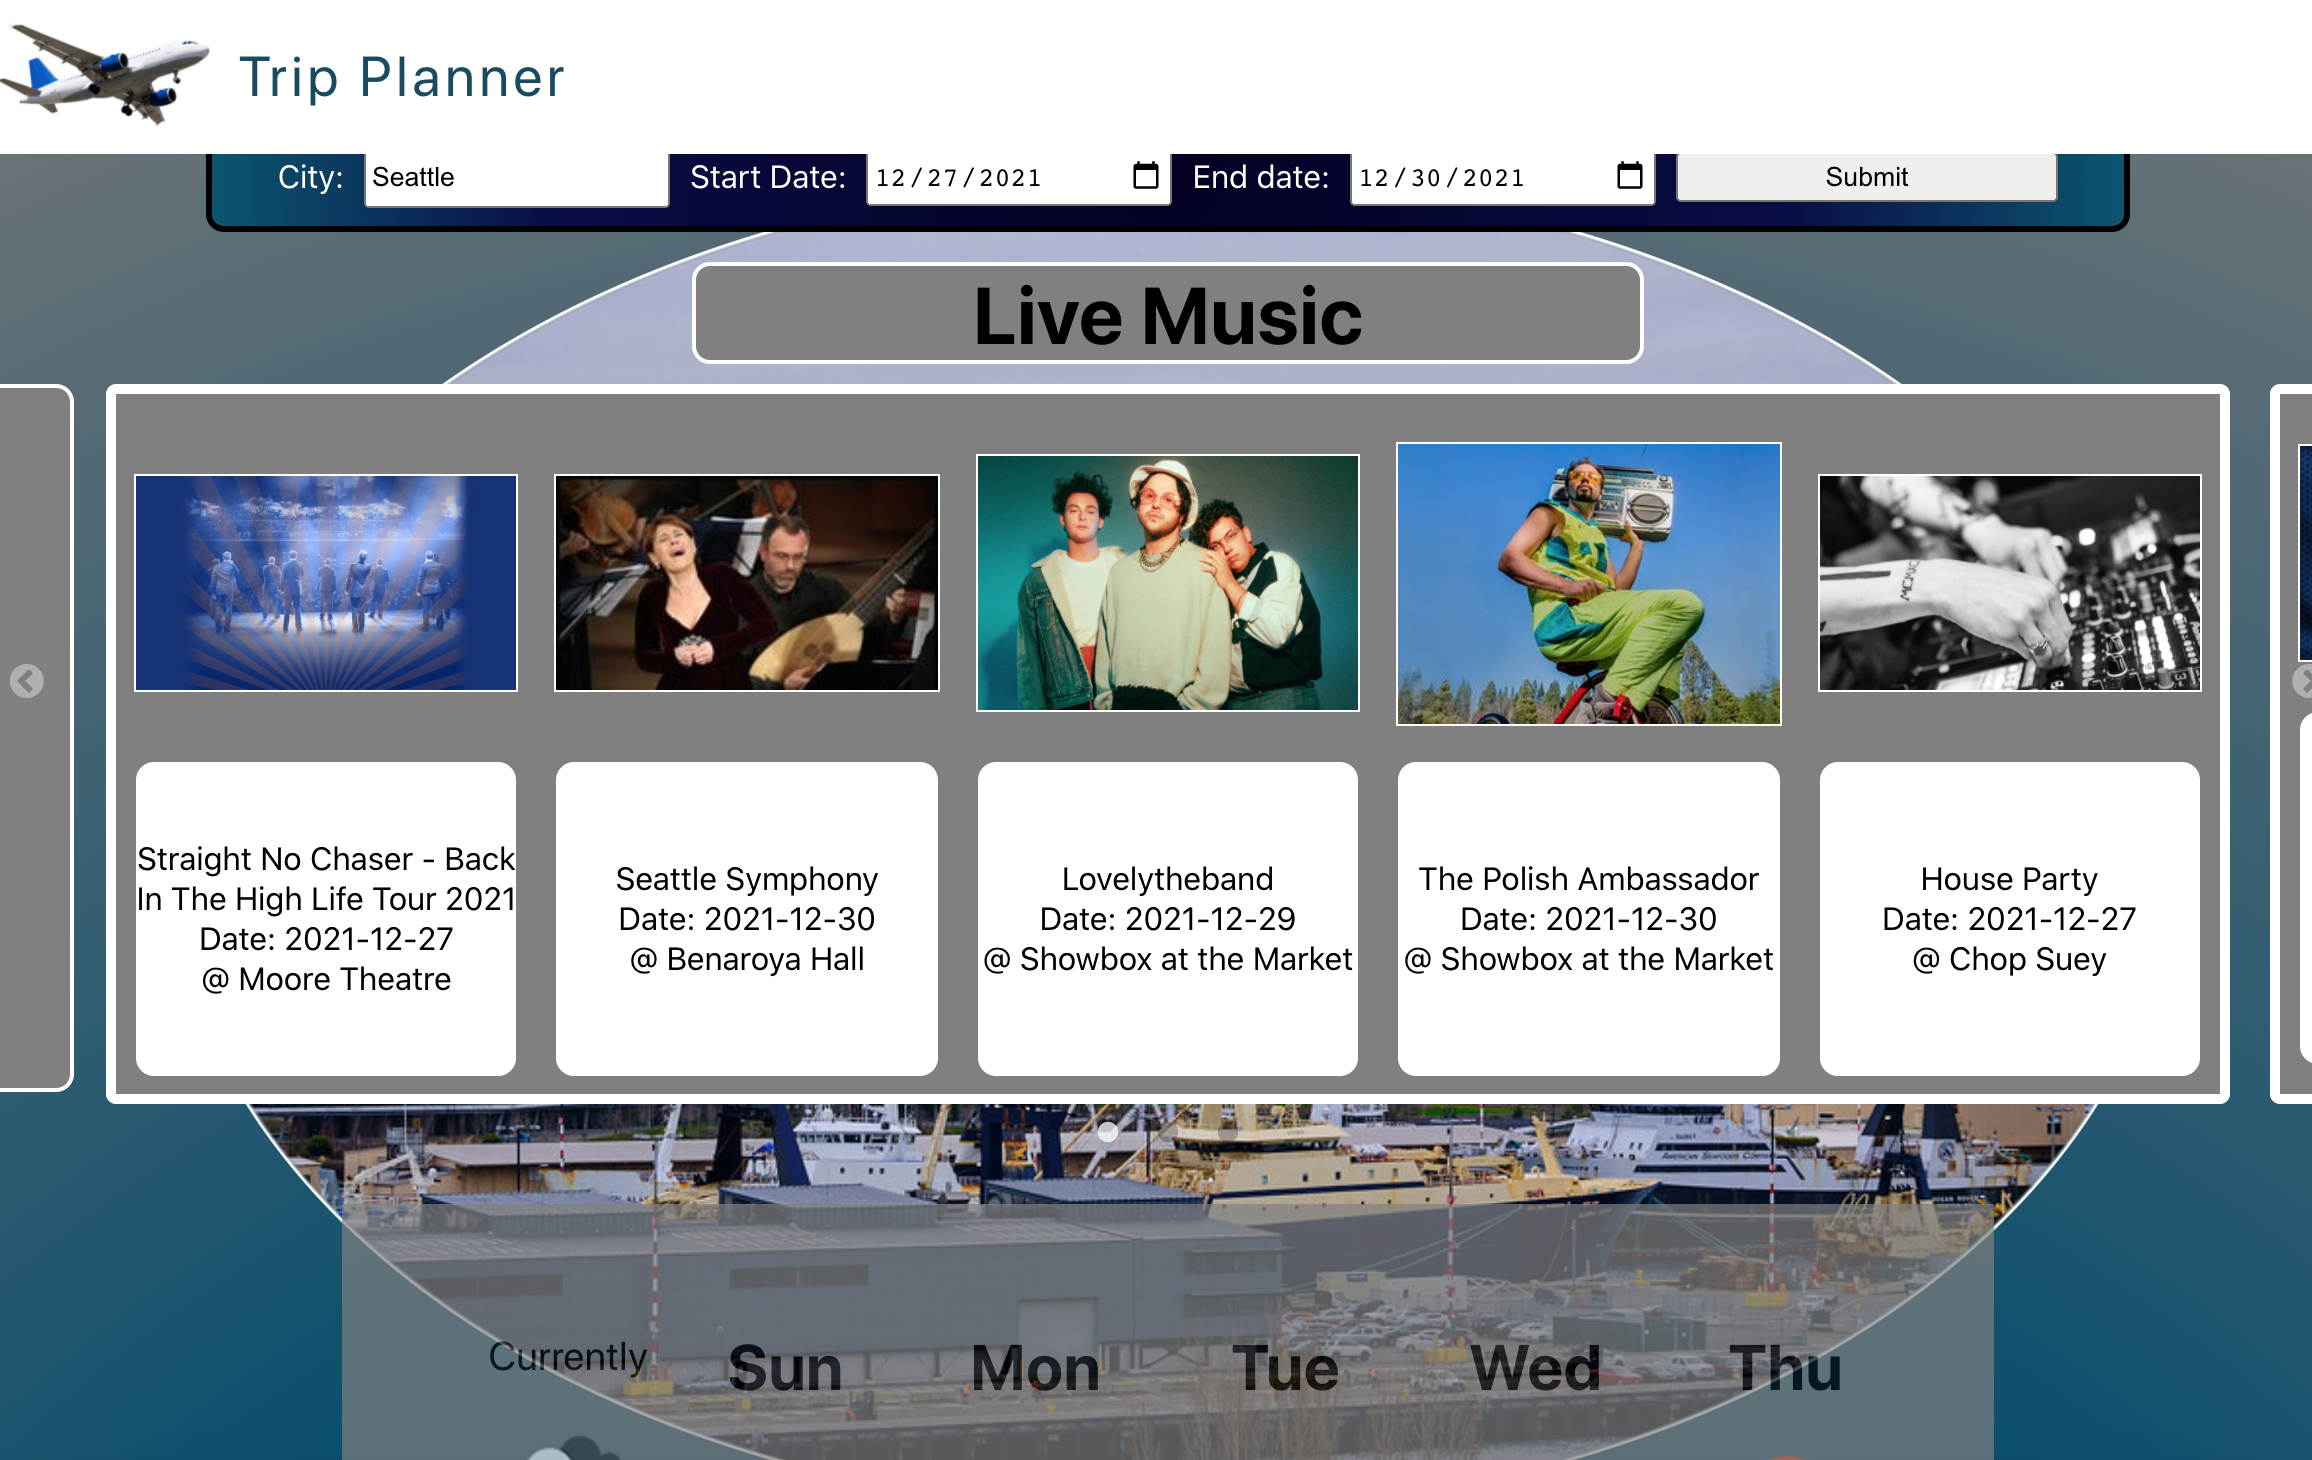 Trip Planner
City: Seattle Start Date: 12/27/2021 End date: 12/30/2021 Submit
Live Music
MCMXC
Straight No Chaser - Back
In The High Life Tour 2021
Date: 2021-12-27
@ Moore Theatre
Seattle Symphony
Date: 2021-12-30
@ Benaroya Hall
Lovelytheband
Date: 2021-12-29
@ Showbox at the Market
The Polish Ambassador
Date: 2021-12-30
@ Showbox at the Market
House Party
Date: 2021-12-27
@ Chop Suey
AMERICAN SEAFOODS
Currently Sun Mon Tue Wed Thu